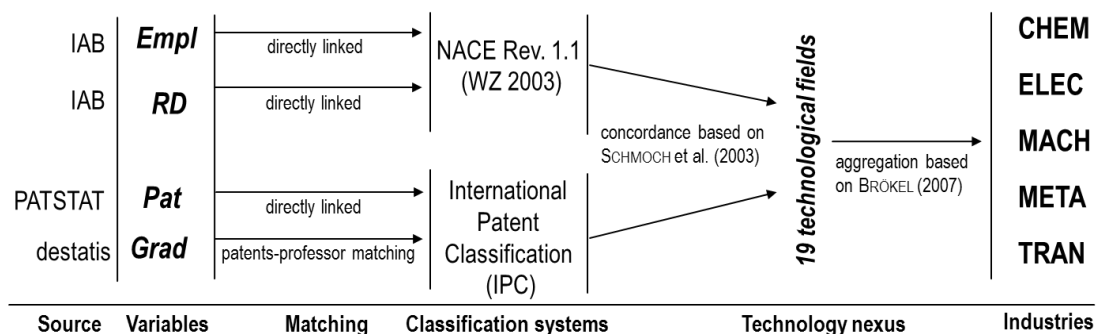 IAB
Empl
directly linked
IAB
RD
directly linked
NACE Rev. 1.1
(WZ 2003)
PATSTAT
Pat
directly linked
destatis
Grad
patents-professor matching
International
Patent
Classification
(IPC)
concordance based on
SCHMOCH et al. (2003)
19 technological fields
aggregation based
on BRÖKEL (2007)
CHEM
ELEC
MACH
META
TRAN
Source
Variables
Matching
Classification systems
Technology nexus
Industries